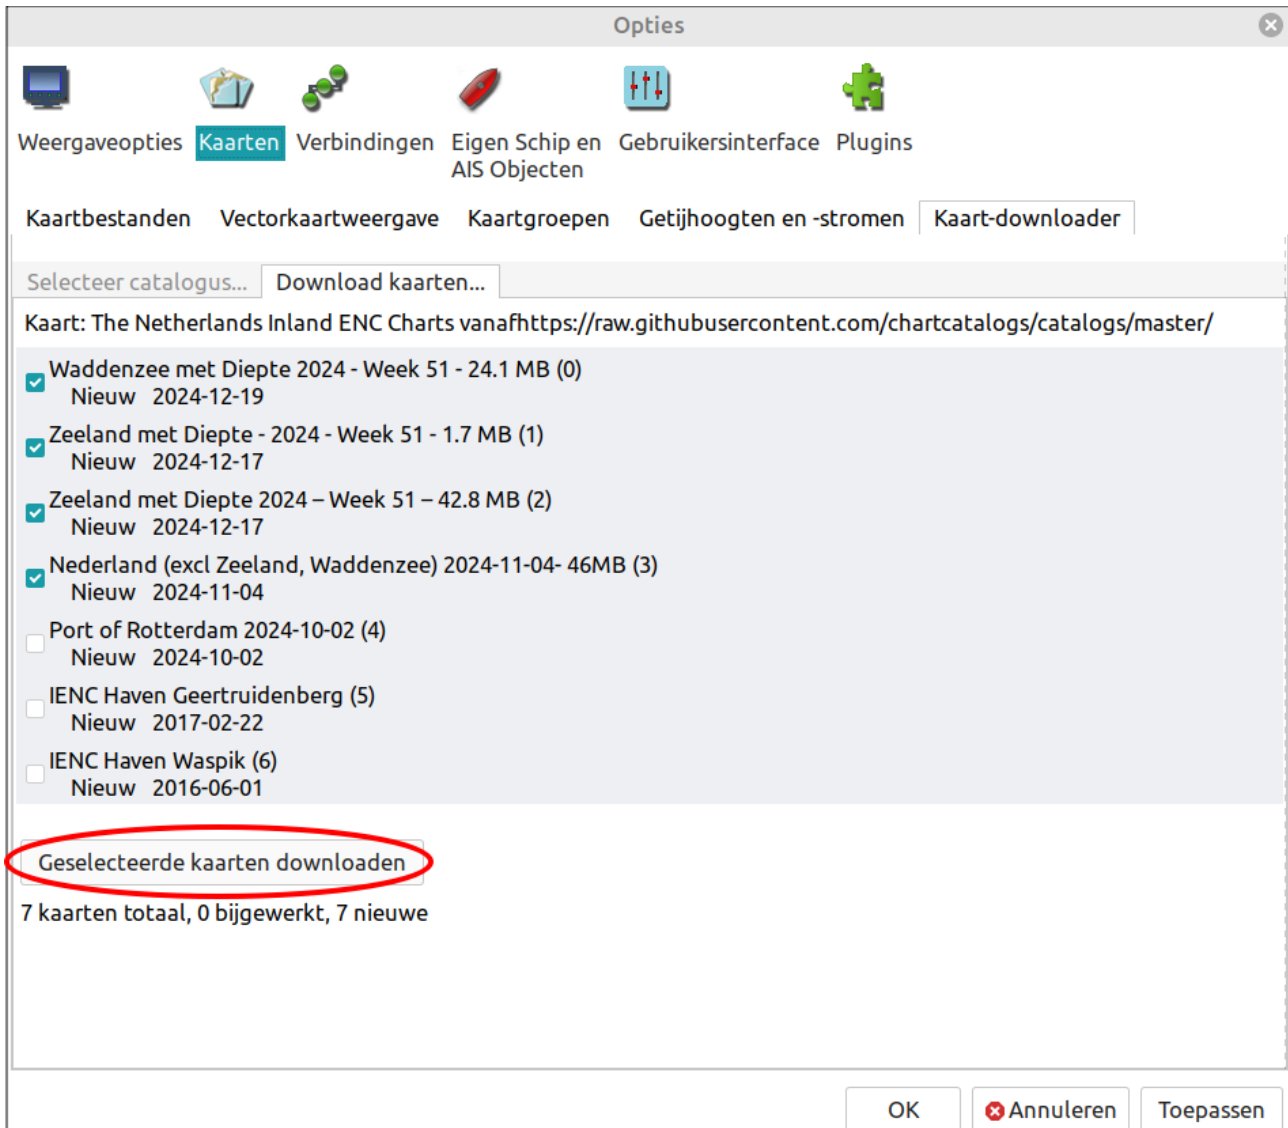 Opties
Weergaveopties Kaarten Verbindingen Eigen Schip en AIS Objecten Gebruikersinterface Plugins
Kaartbestanden Vectorkaartweergave Kaartgroepen Getijhoogten en -stromen Kaart-downloader
Selecteer catalogus... Download kaarten...
Kaart: The Netherlands Inland ENC Charts vanafhttps://raw.githubusercontent.com/chartcatalogs/catalogs/master/
Waddenzee met Diepte 2024 - Week 51 - 24.1 MB (0)
Nieuw 2024-12-19
Zeeland met Diepte - 2024 - Week 51 - 1.7 MB (1)
Nieuw 2024-12-17
Zeeland met Diepte 2024 – Week 51 – 42.8 MB (2)
Nieuw 2024-12-17
Nederland (excl Zeeland, Waddenzee) 2024-11-04- 46MB (3)
Nieuw 2024-11-04
Port of Rotterdam 2024-10-02 (4)
Nieuw 2024-10-02
IENC Haven Geertruidenberg (5)
Nieuw 2017-02-22
IENC Haven Waspik (6)
Nieuw 2016-06-01
Geselecteerde kaarten downloaden
7 kaarten totaal, 0 bijgewerkt, 7 nieuwe
OK Annuleren Toepassen